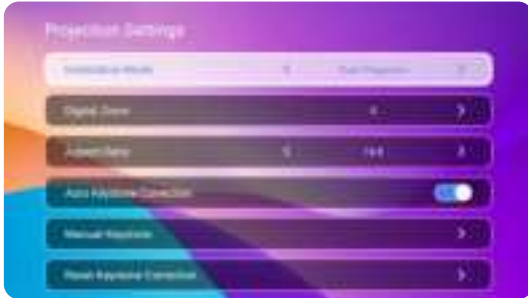 Projection Settings
Installation Mode Front Projection
Digital Zoom 0
Aspect Ratio 16:9
Auto Keystone Correction
Manual Keystone
Reset Keystone Correction